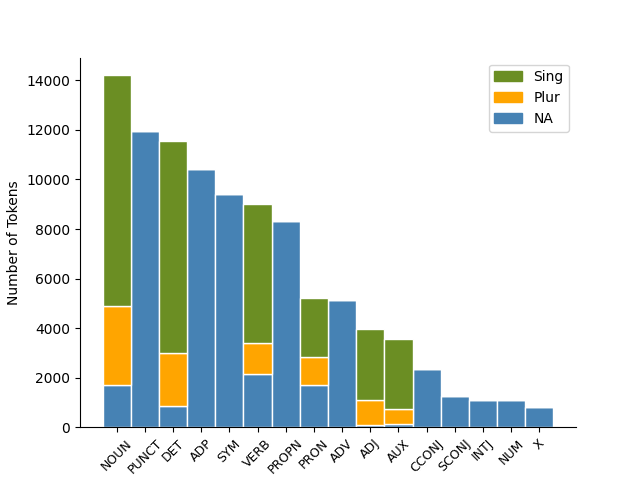 Sing
Plur
NA
Number of Tokens
14000
12000
10000
8000
6000
4000
2000
0
NOUN
PUNCT
DET
ADP
SYM
VERB
PROPN
PRON
ADV
ADJ
AUX
CCONJ
SCONJ
INTJ
NUM
X